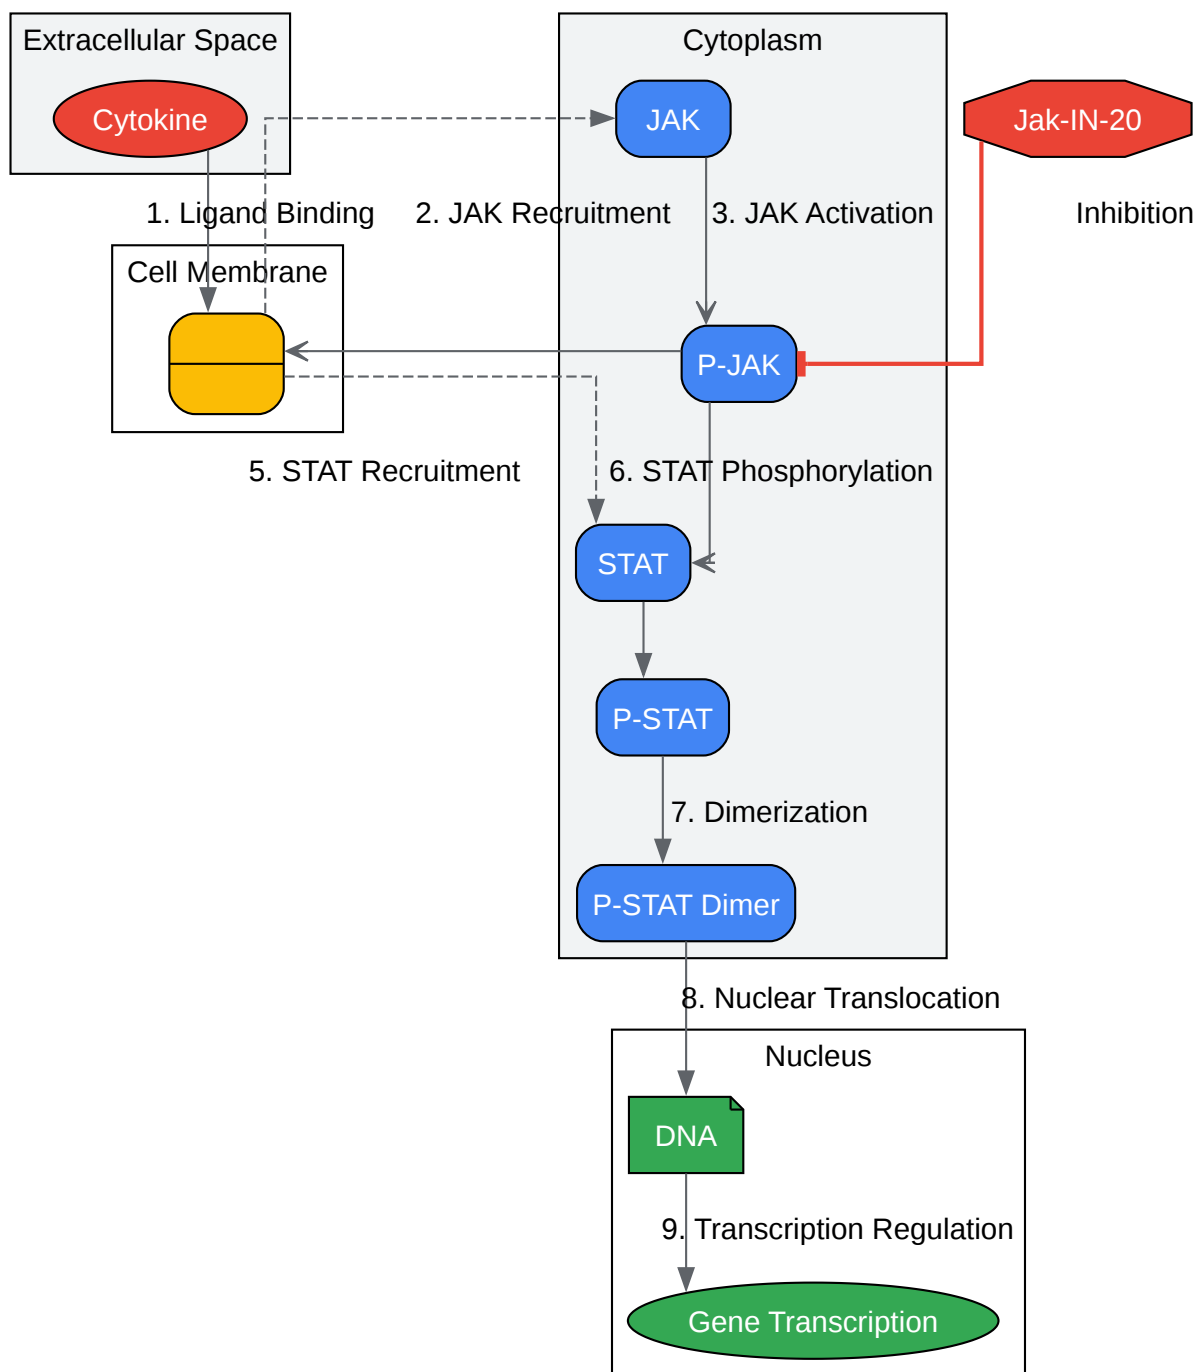 Extracellular Space
Cytoplasm
Cytokine
JAK
Jak-IN-20
1. Ligand Binding
2. JAK Recruitment
3. JAK Activation
Inhibition
Cell Membrane
P-JAK
5. STAT Recruitment
6. STAT Phosphorylation
STAT
P-STAT
7. Dimerization
P-STAT Dimer
8. Nuclear Translocation
Nucleus
DNA
9. Transcription Regulation
Gene Transcription